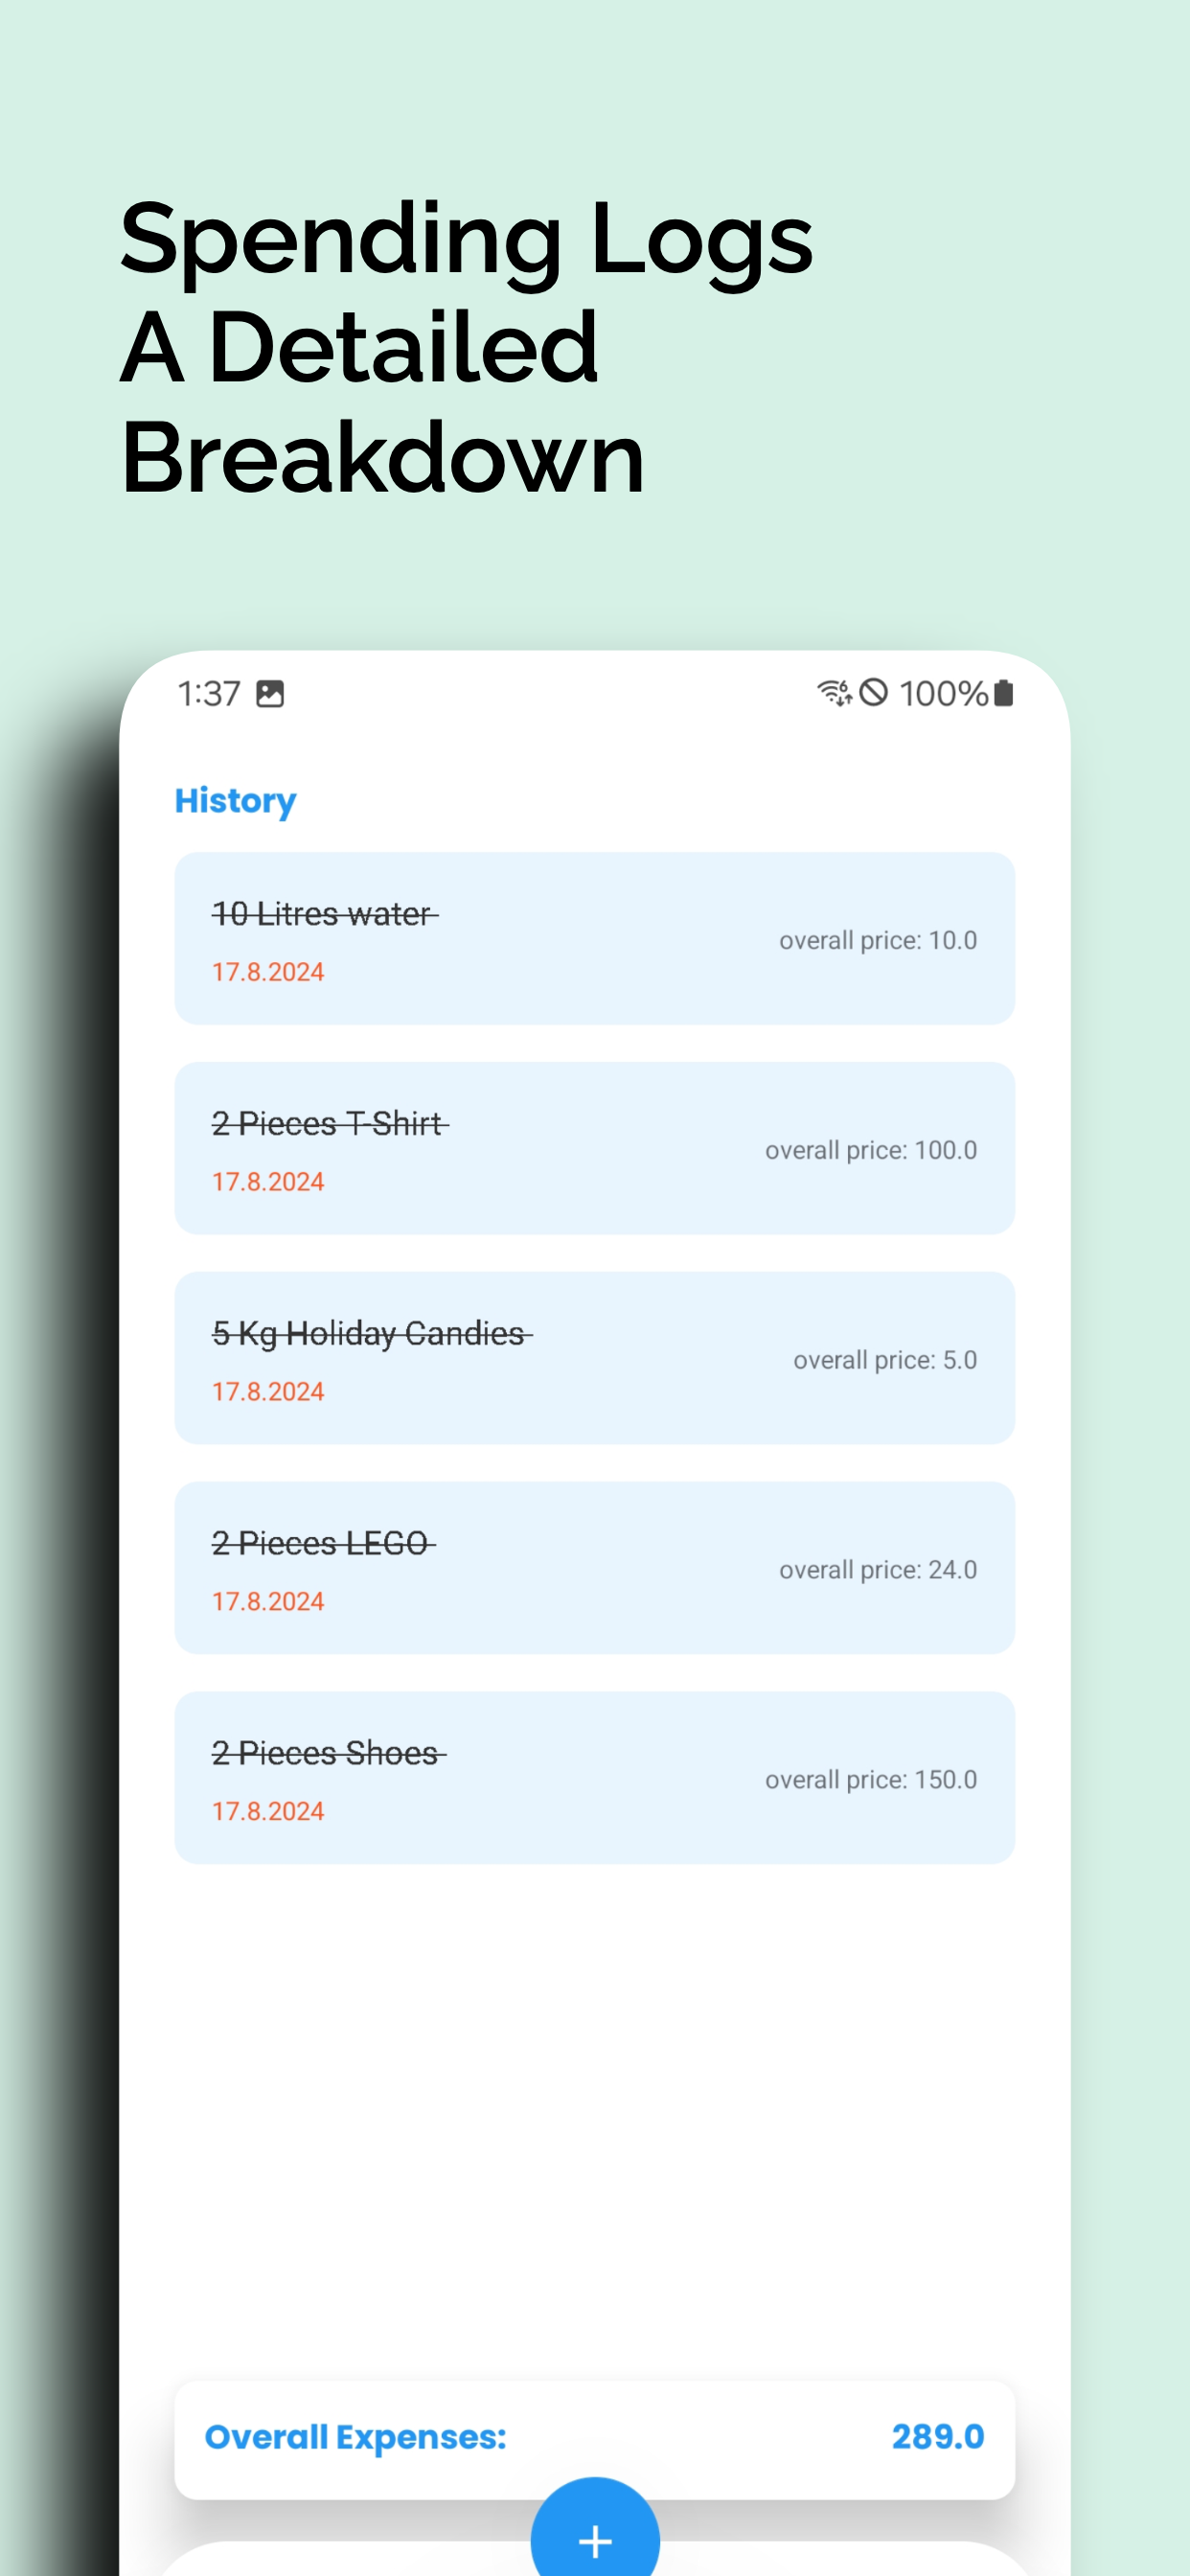 Spending Logs
A Detailed
Breakdown
1:37 100%
History
10 Litres water
17.8.2024
overall price: 10.0
2 Pieces T-Shirt
17.8.2024
overall price: 100.0
5 Kg Holiday Candies
17.8.2024
overall price: 5.0
2 Pieces LEGO
17.8.2024
overall price: 24.0
2 Pieces Shoes
17.8.2024
overall price: 150.0
Overall Expenses: 289.0